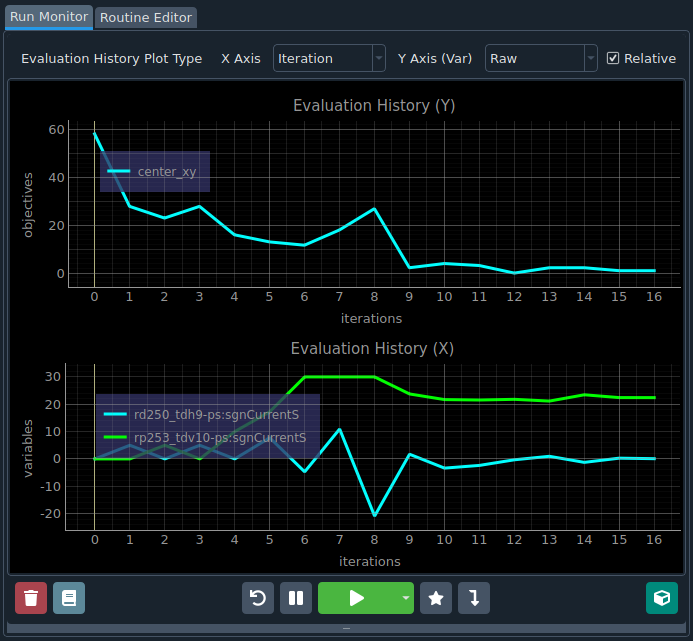 Run Monitor Routine Editor
Evaluation History Plot Type X Axis Iteration Y Axis (Var) Raw Relative
Evaluation History (Y)
60
40
20
0
objectives
center_xy
0 1 2 3 4 5 6 7 8 9 10 11 12 13 14 15 16
iterations
Evaluation History (X)
30
20
10
0
-10
-20
variables
rd250_tdh9-ps:sgnCurrentS
rp253_tdv10-ps:sgnCurrentS
0 1 2 3 4 5 6 7 8 9 10 11 12 13 14 15 16
iterations